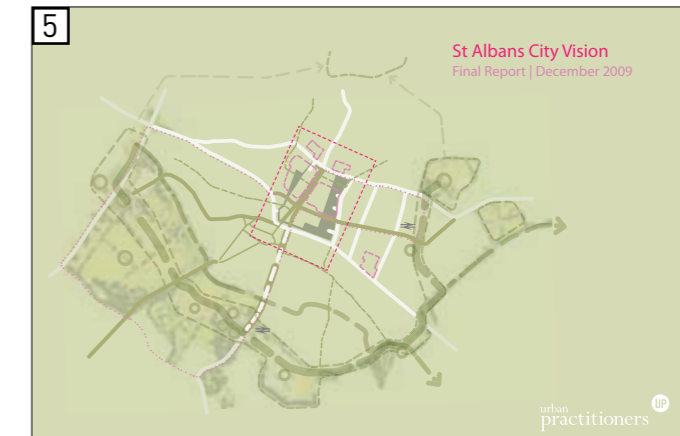 5
St Albans City Vision
Final Report | December 2009
urban
practitioners
UP